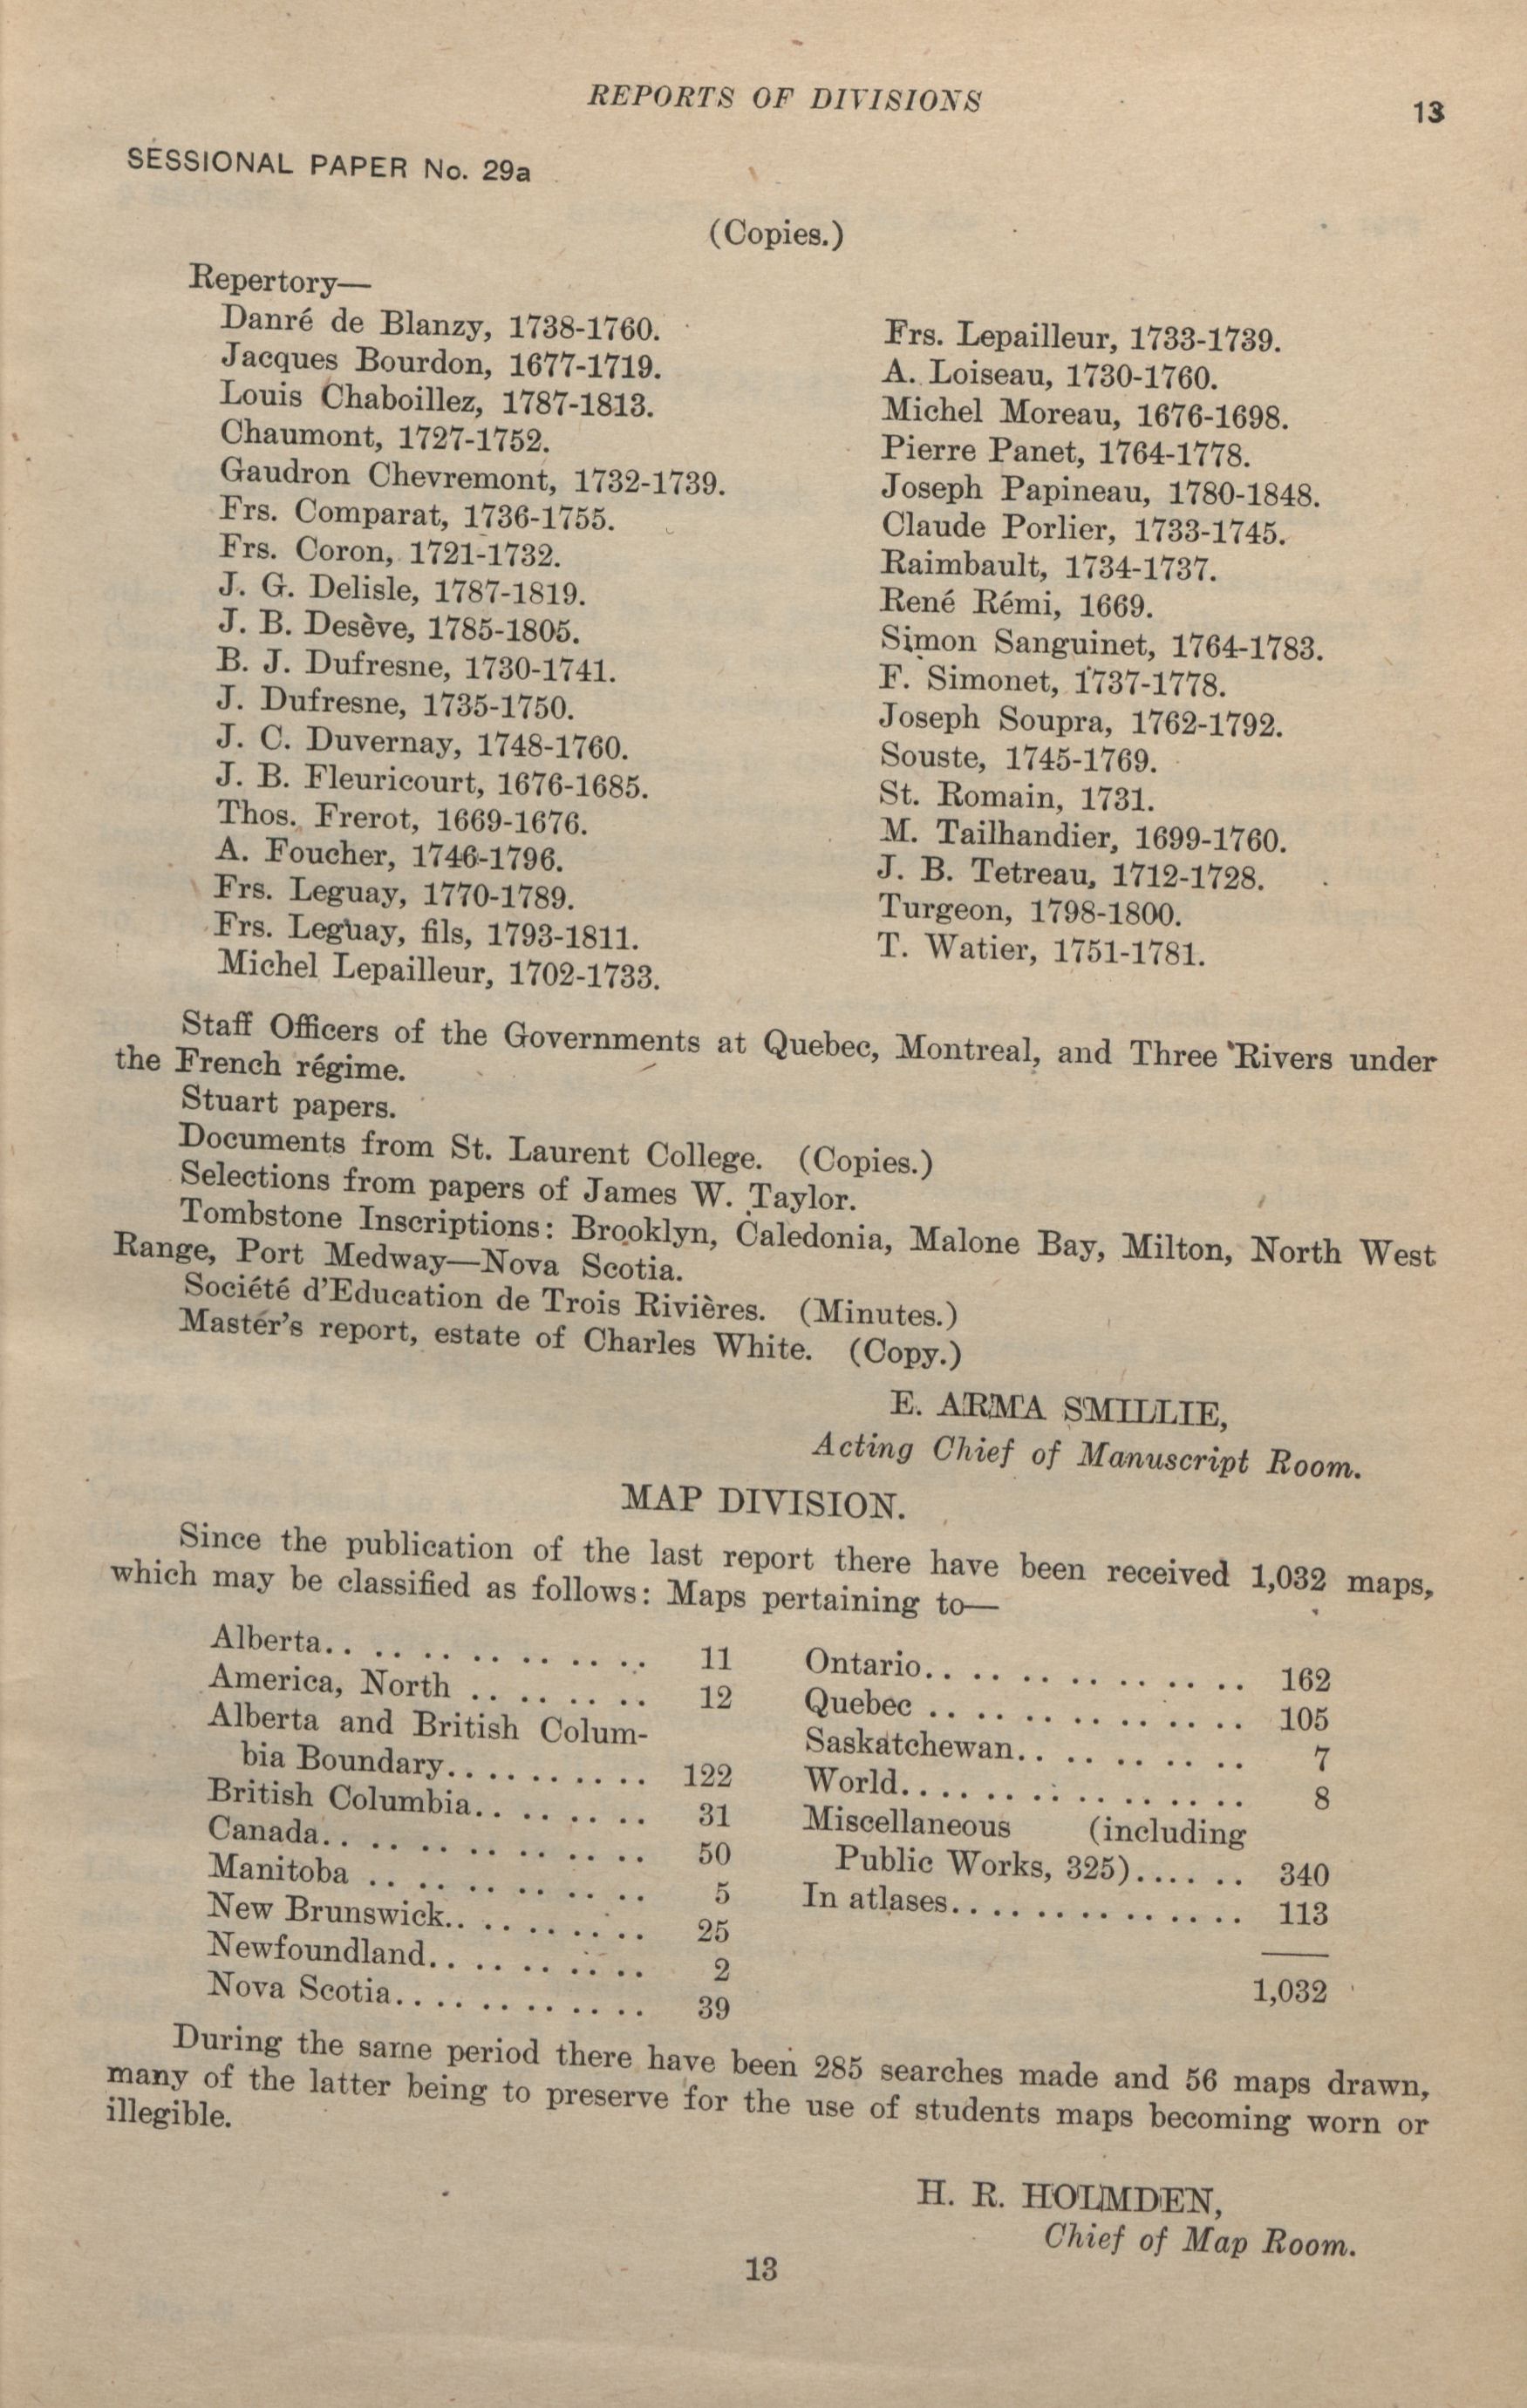 REPORTS OF DIVISIONS
13
SESSIONAL PAPER No. 29a
(Copies.)
Repertory—
Danré de Blanzy, 1738-1760.
Jacques Bourdon, 1677-1719.
Louis Chaboillez, 1787-1813.
Chaumont, 1727-1752.
Gaudron Chevremont, 1732-1739.
Frs. Comparat, 1736-1755.
Frs. Coron, 1721-1732.
J. G. Delisle, 1787-1819.
J. B. Desève, 1785-1805.
B. J. Dufresne, 1730-1741.
J. Dufresne, 1735-1750.
J. C. Duvernay, 1748-1760.
J. B. Fleuricourt, 1676-1685.
Thos. Frerot, 1669-1676.
A. Foucher, 1746-1796.
Frs. Leguay, 1770-1789.
Frs. Leguay, fils, 1793-1811.
Michel Lepailleur, 1702-1733.
Frs. Lepailleur, 1733-1739.
A. Loiseau, 1730-1760.
Michel Moreau, 1676-1698.
Pierre Panet, 1764-1778.
Joseph Papineau, 1780-1848.
Claude Porlier, 1733-1745.
Raimbault, 1734-1737.
René Rémi, 1669.
Simon Sanguinet, 1764-1783.
F. Simonet, 1737-1778.
Joseph Soupra, 1762-1792.
Souste, 1745-1769.
St. Romain, 1731.
M. Tailhandier, 1699-1760.
J. B. Tetreau, 1712-1728.
Turgeon, 1798-1800.
T. Watier, 1751-1781.
Staff Officers of the Governments at Quebec, Montreal, and Three Rivers under
the French régime.
Stuart papers.
Documents from St. Laurent College. (Copies.)
Selections from papers of James W. Taylor.
Tombstone Inscriptions: Brooklyn, Caledonia, Malone Bay, Milton, North West
Range, Port Medway—Nova Scotia.
Société d'Education de Trois Rivières. (Minutes.)
Master's report, estate of Charles White. (Copy.)
E. ARMA SMILLIE,
Acting Chief of Manuscript Room.
MAP DIVISION.
Since the publication of the last report there have been received 1,032 maps,
which may be classified as follows: Maps pertaining to—
Alberta.. .. .. .. .. .. .. 11
America, North .. .. .. .. 12
Alberta and British Colum-
bia Boundary.. .. .. .. .. 122
British Columbia.. .. .. .. 31
Canada.. .. .. .. .. .. .. 50
Manitoba .. .. .. .. .. .. 5
New Brunswick.. .. .. .. .. 25
Newfoundland.. .. .. .. .. 2
Nova Scotia.. .. .. .. .. .. 39
Ontario.. .. .. .. .. .. .. 162
Quebec .. .. .. .. .. .. .. 105
Saskatchewan.. .. .. .. .. 7
World.. .. .. .. .. .. .. .. 8
Miscellaneous (including
Public Works, 325).. .. .. 340
In atlases.. .. .. .. .. .. .. 113
1,032
During the same period there have been 285 searches made and 56 maps drawn,
many of the latter being to preserve for the use of students maps becoming worn or
illegible.
H. R. HOLMDEN,
Chief of Map Room.
13